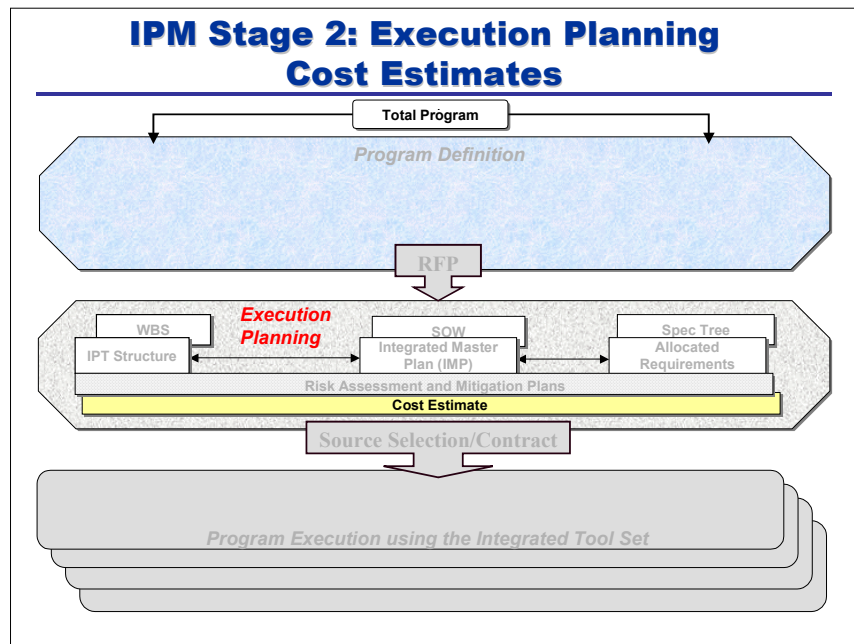 IPM Stage 2: Execution Planning
Cost Estimates
Total Program
Program Definition
RFP
Execution
Planning
WBS
SOW
Spec Tree
IPT Structure
Integrated Master
Plan (IMP)
Allocated
Requirements
Risk Assessment and Mitigation Plans
Cost Estimate
Source Selection/Contract
Program Execution using the Integrated Tool Set